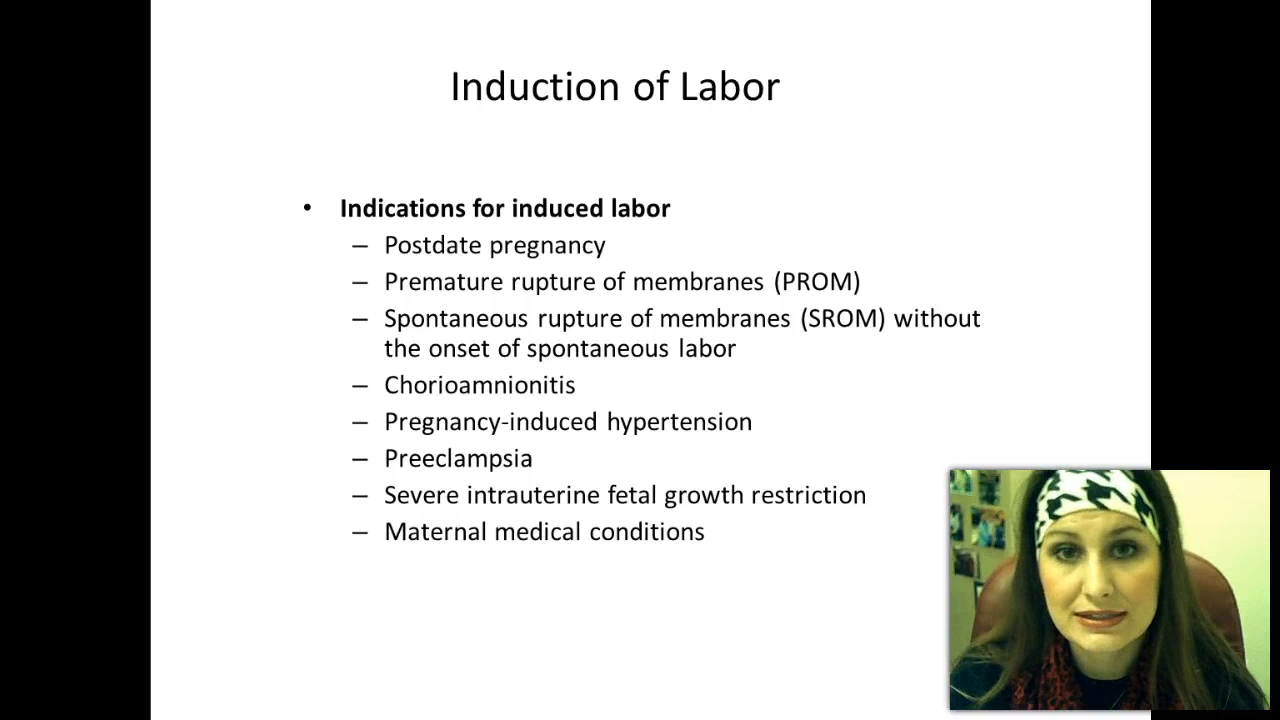 Induction of Labor
• Indications for induced labor
– Postdate pregnancy
– Premature rupture of membranes (PROM)
– Spontaneous rupture of membranes (SROM) without
the onset of spontaneous labor
– Chorioamnionitis
– Pregnancy-induced hypertension
– Preeclampsia
– Severe intrauterine fetal growth restriction
– Maternal medical conditions